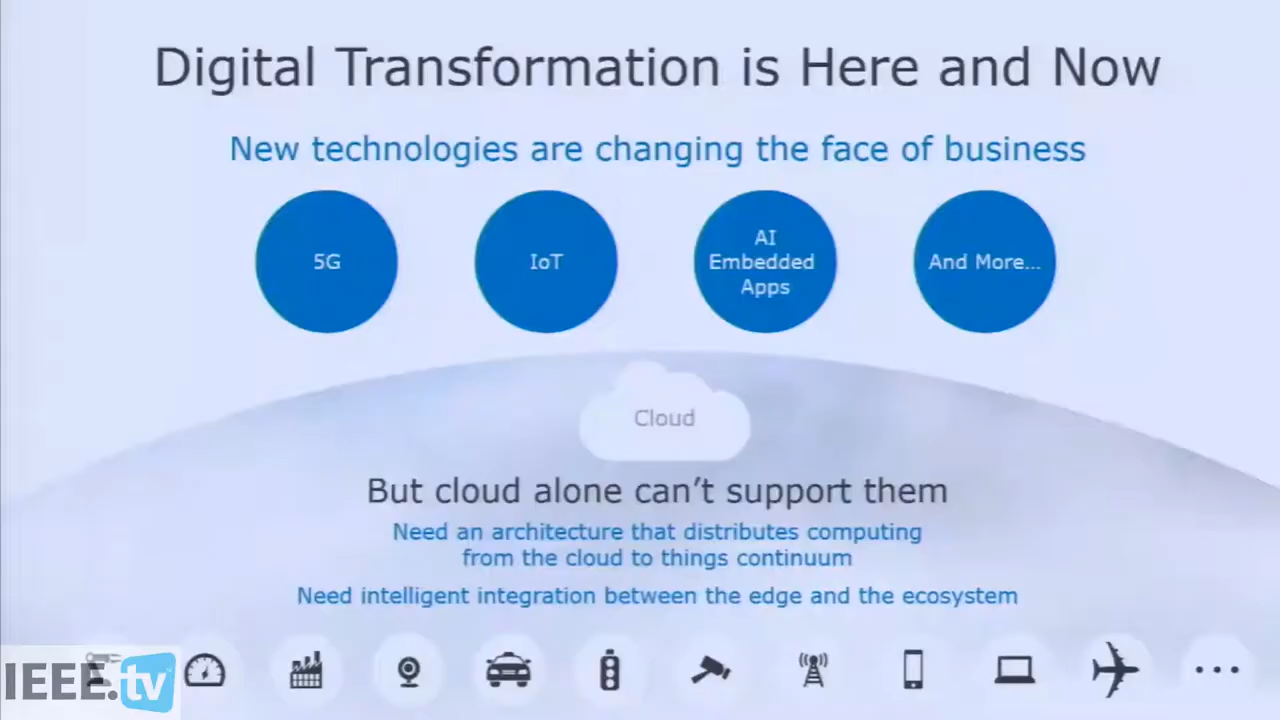 Digital Transformation is Here and Now
New technologies are changing the face of business
5G
IoT
AI
Embedded
Apps
And More...
Cloud
But cloud alone can't support them
Need an architecture that distributes computing
from the cloud to things continuum
Need intelligent integration between the edge and the ecosystem
IEEE.tv